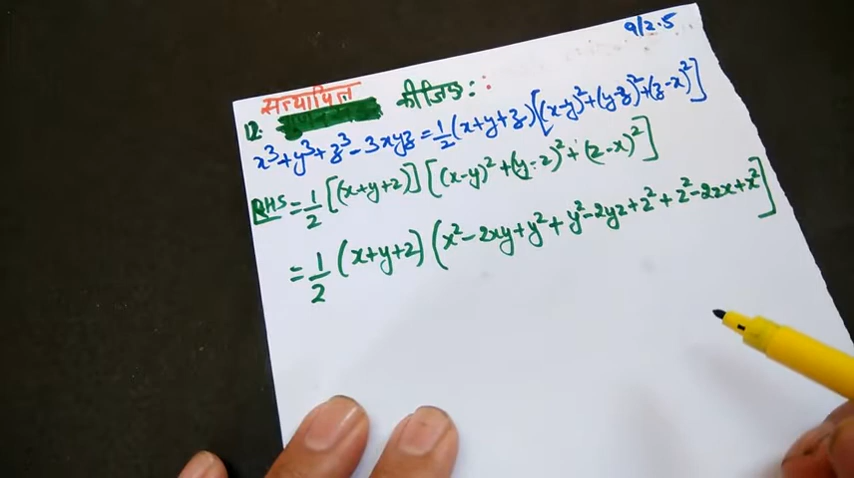 9/2.5
सत्यापित कीजिए :
12.
x³+y³+z³-3xyz=½(x+y+z)[(x-y)²+(y-z)²+(z-x)²]
RHS = ½[(x+y+z)][(x-y)²+(y-z)²+(z-x)²]
= ½(x+y+z)(x²-2xy+y²+y²-2yz+z²+z²-2zx+x²]